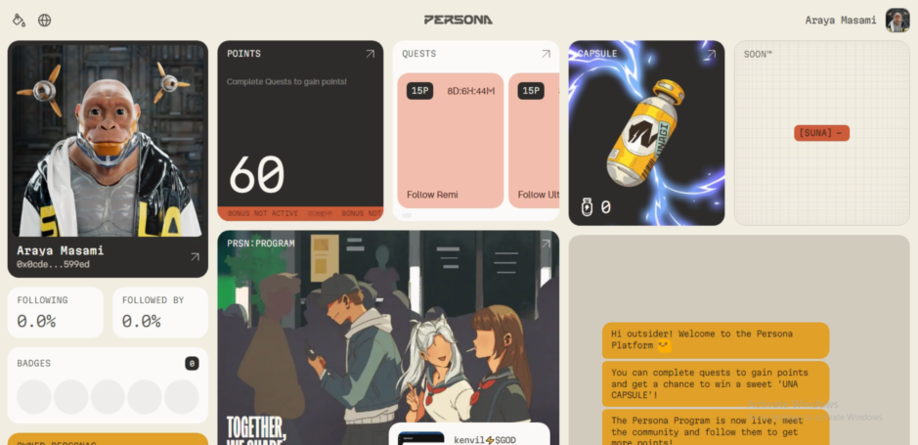 PERSONA
Araya Masami
POINTS
Complete Quests to gain points!
60
BONUS NOT ACTIVE
BONUS NOT
QUESTS
15P
8D:6H:44M
Follow Remi
15P
Follow Ult
CAPSULE
UNAGI
0
SOON™
[SUNA] —
LA
Araya Masami
0x0cde...599ed
FOLLOWING
0.0%
FOLLOWED BY
0.0%
BADGES
0
OWNED PERSONAS
PRSN:PROGRAM
TOGETHER,
WE SHARE
kenvil⚡$GOD
Hi outsider! Welcome to the Persona
Platform
You can complete quests to gain points
and get a chance to win a sweet 'UNA
CAPSULE'!
The Persona Program is now live, meet
the community and follow them to get
more points!